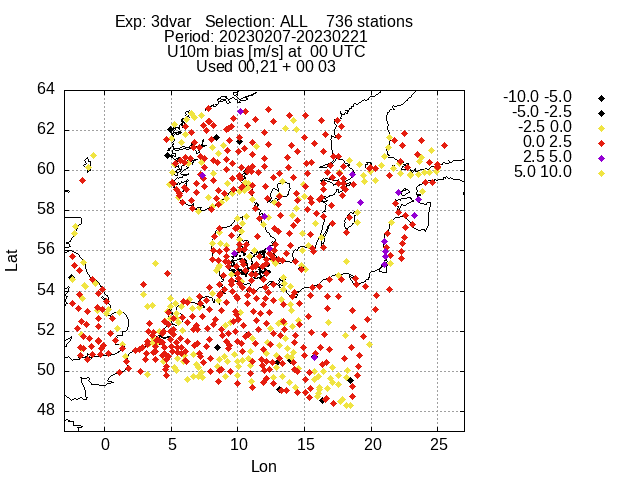 Exp: 3dvar   Selection: ALL    736 stations
Period: 20230207-20230221
U10m bias [m/s] at  00 UTC
Used 00,21 + 00 03
-10.0 -5.0
-5.0 -2.5
-2.5 0.0
0.0 2.5
2.5 5.0
5.0 10.0
64
62
60
58
56
54
52
50
48
Lat
0 5 10 15 20 25
Lon